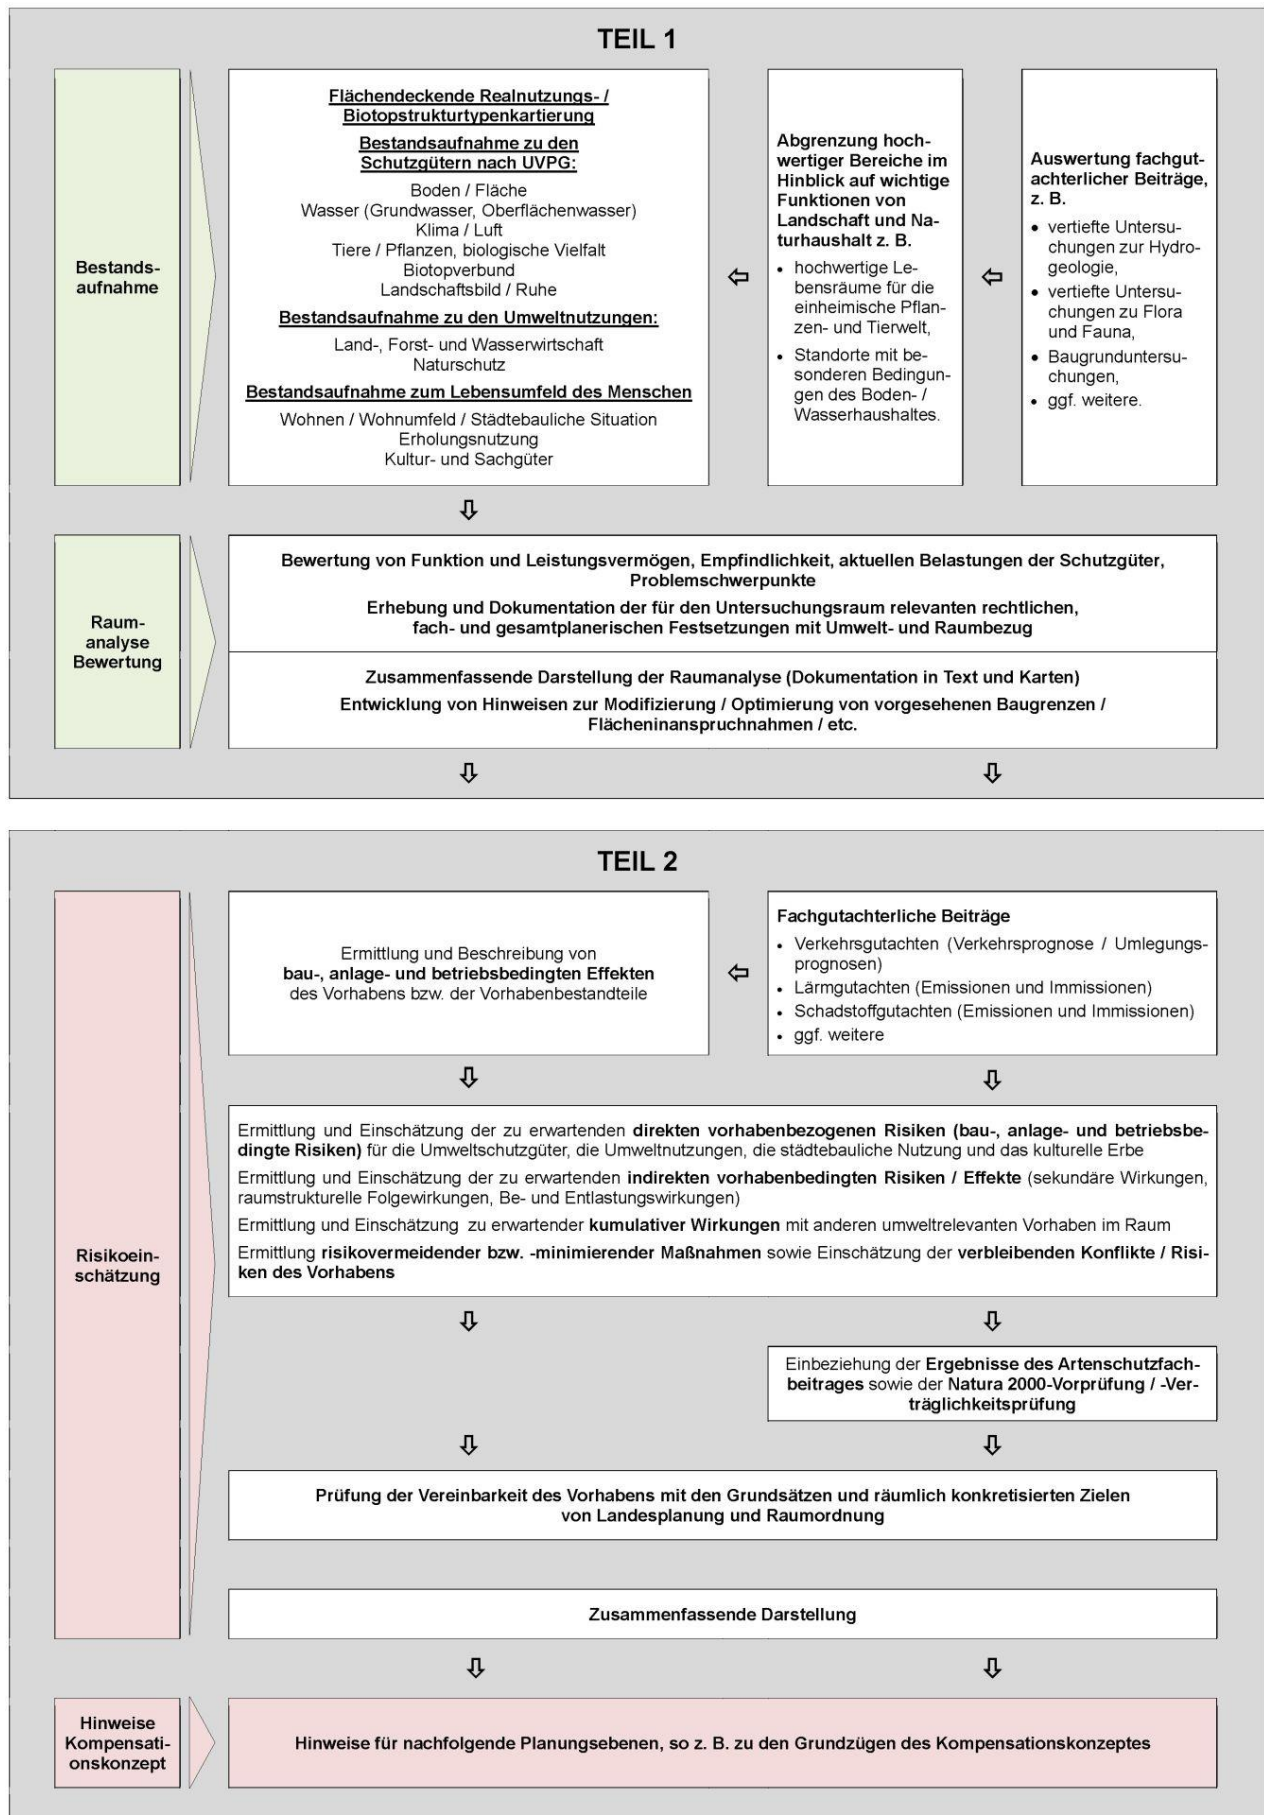 TEIL 1
Bestands-
aufnahme
Flächendeckende Realnutzungs- /
Biotopstrukturtypenkartierung
Bestandsaufnahme zu den
Schutzgütern nach UVPG:
Boden / Fläche
Wasser (Grundwasser, Oberflächenwasser)
Klima / Luft
Tiere / Pflanzen, biologische Vielfalt
Biotopverbund
Landschaftsbild / Ruhe
Bestandsaufnahme zu den Umweltnutzungen:
Land-, Forst- und Wasserwirtschaft
Naturschutz
Bestandsaufnahme zum Lebensumfeld des Menschen
Wohnen / Wohnumfeld / Städtebauliche Situation
Erholungsnutzung
Kultur- und Sachgüter
Abgrenzung hoch-
wertiger Bereiche im
Hinblick auf wichtige
Funktionen von
Landschaft und Na-
turhaushalt z. B.
• hochwertige Le-
bensräume für die
einheimische Pflan-
zen- und Tierwelt,
• Standorte mit be-
sonderen Bedingun-
gen des Boden- /
Wasserhaushaltes.
Auswertung fachgut-
achterlicher Beiträge,
z. B.
• vertiefte Untersu-
chungen zur Hydro-
geologie,
• vertiefte Untersu-
chungen zu Flora
und Fauna,
• Baugrunduntersu-
chungen,
• ggf. weitere.
Raum-
analyse
Bewertung
Bewertung von Funktion und Leistungsvermögen, Empfindlichkeit, aktuellen Belastungen der Schutzgüter,
Problemschwerpunkte
Erhebung und Dokumentation der für den Untersuchungsraum relevanten rechtlichen,
fach- und gesamtplanerischen Festsetzungen mit Umwelt- und Raumbezug
Zusammenfassende Darstellung der Raumanalyse (Dokumentation in Text und Karten)
Entwicklung von Hinweisen zur Modifizierung / Optimierung von vorgesehenen Baugrenzen /
Flächeninanspruchnahmen / etc.
TEIL 2
Risikoein-
schätzung
Ermittlung und Beschreibung von
bau-, anlage- und betriebsbedingten Effekten
des Vorhabens bzw. der Vorhabenbestandteile
Fachgutachterliche Beiträge
• Verkehrsgutachten (Verkehrsprognose / Umlegungs-
prognosen)
• Lärmgutachten (Emissionen und Immissionen)
• Schadstoffgutachten (Emissionen und Immissionen)
• ggf. weitere
Ermittlung und Einschätzung der zu erwartenden direkten vorhabenbezogenen Risiken (bau-, anlage- und betriebsbe-
dingte Risiken) für die Umweltschutzgüter, die Umweltnutzungen, die städtebauliche Nutzung und das kulturelle Erbe
Ermittlung und Einschätzung der zu erwartenden indirekten vorhabenbedingten Risiken / Effekte (sekundäre Wirkungen,
raumstrukturelle Folgewirkungen, Be- und Entlastungswirkungen)
Ermittlung und Einschätzung zu erwartender kumulativer Wirkungen mit anderen umweltrelevanten Vorhaben im Raum
Ermittlung risikovermeidender bzw. -minimierender Maßnahmen sowie Einschätzung der verbleibenden Konflikte / Risi-
ken des Vorhabens
Einbeziehung der Ergebnisse des Artenschutzfach-
beitrages sowie der Natura 2000-Vorprüfung / -Ver-
träglichkeitsprüfung
Prüfung der Vereinbarkeit des Vorhabens mit den Grundsätzen und räumlich konkretisierten Zielen
von Landesplanung und Raumordnung
Zusammenfassende Darstellung
Hinweise
Kompensati-
onskonzept
Hinweise für nachfolgende Planungsebenen, so z. B. zu den Grundzügen des Kompensationskonzeptes